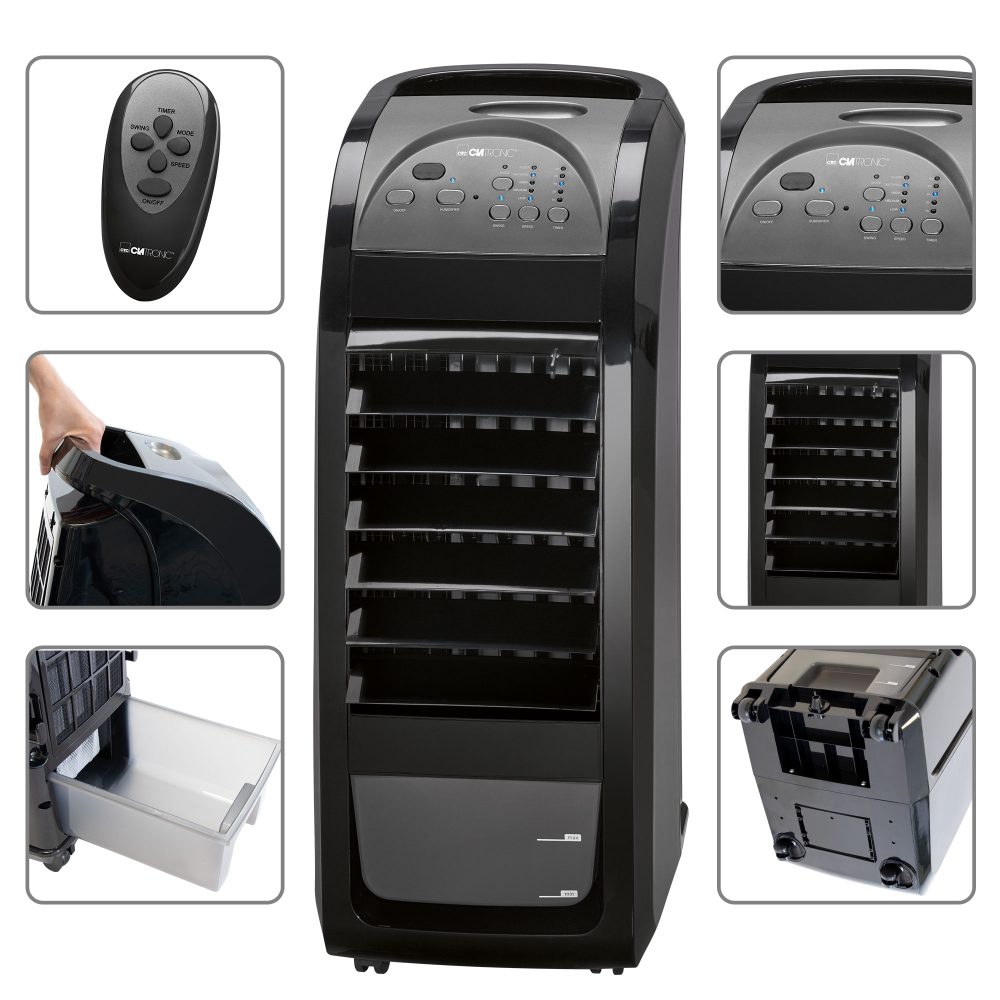 TIMER
SWING
MODE
SPEED
ON/OFF
CTC CLATRONIC®
CTC CLATRONIC®
SLEEP
8h
MODE
NATURAL
6h
HIGH
4h
MEDIUM
2h
LOW
1h
ON/OFF
HUMIDIFIER
SWING
SPEED
TIMER
max
min
CTC CLATRONIC®
SLEEP
8h
MODE
NATURAL
6h
HIGH
4h
MEDIUM
2h
LOW
1h
ON/OFF
HUMIDIFIER
SWING
SPEED
TIMER